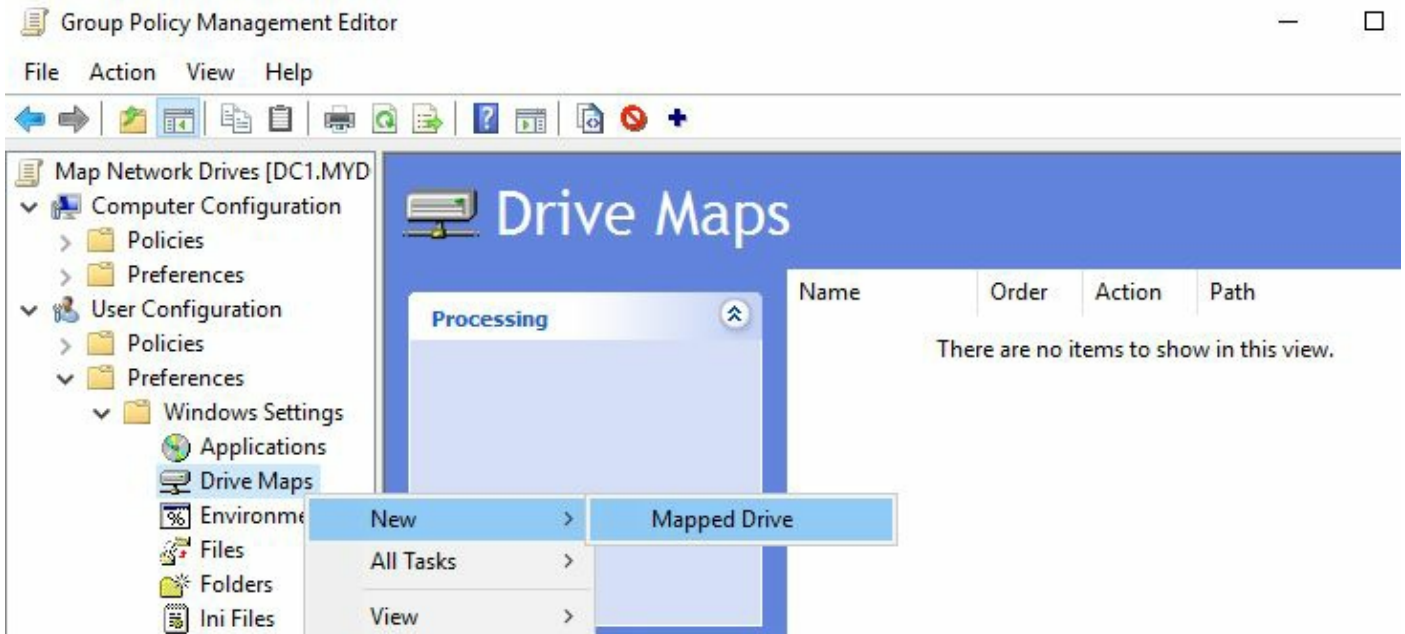 Group Policy Management Editor
File Action View Help
Map Network Drives [DC1.MYD
Computer Configuration
Policies
Preferences
User Configuration
Policies
Preferences
Windows Settings
Applications
Drive Maps
Environme
Files
Folders
Ini Files
New
Mapped Drive
All Tasks
View
Drive Maps
Processing
Name Order Action Path
There are no items to show in this view.